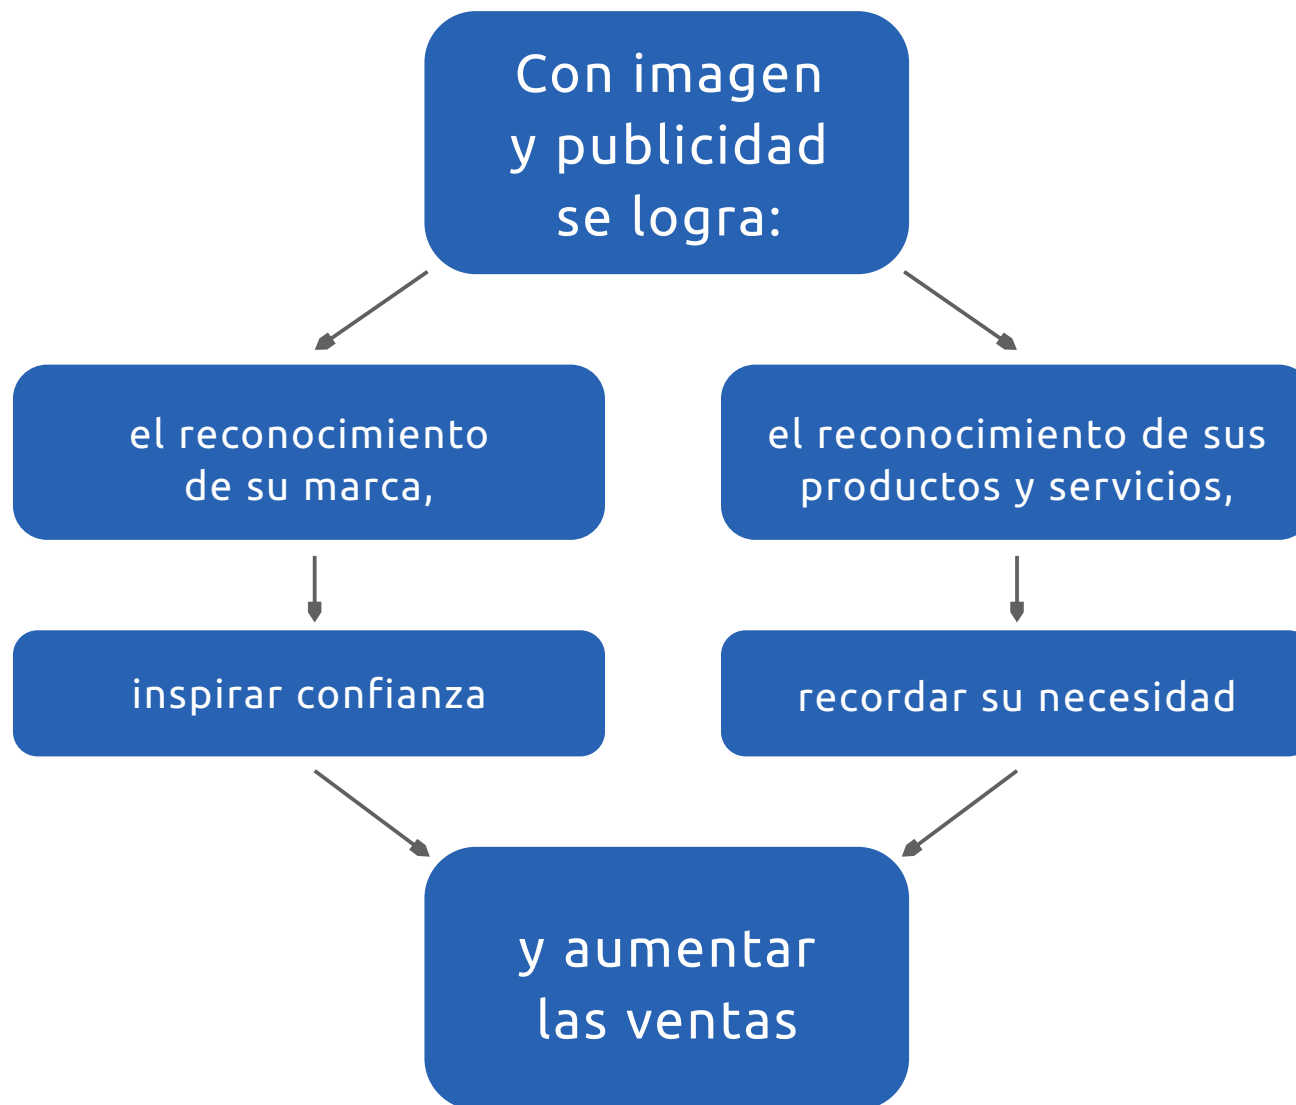 Con imagen
y publicidad
se logra:
el reconocimiento
de su marca,
el reconocimiento de sus
productos y servicios,
inspirar confianza
recordar su necesidad
y aumentar
las ventas